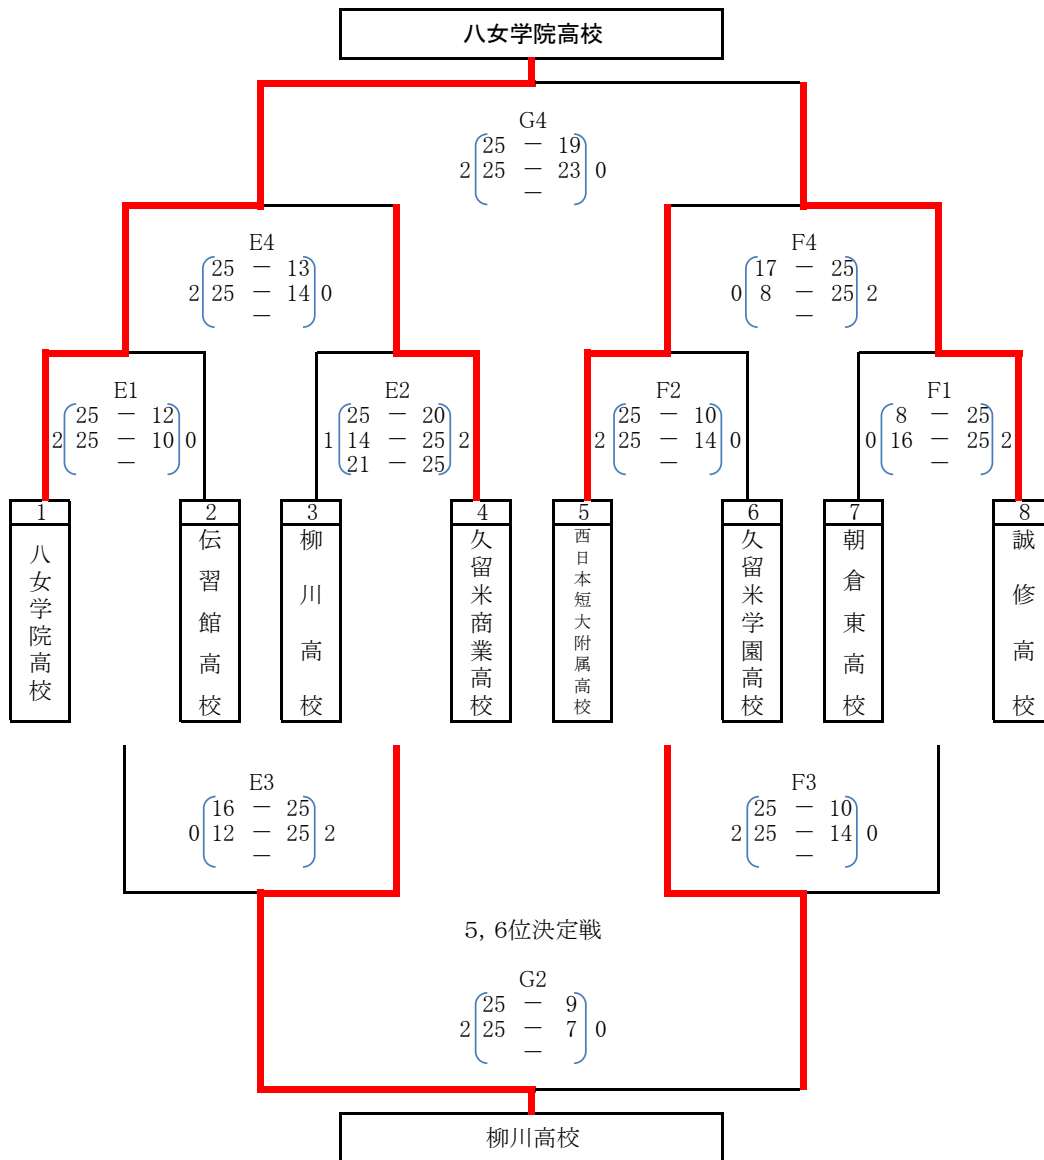 八女学院高校
G4
25 － 19
2 25 － 23 0
－
E4
25 － 13
2 25 － 14 0
－
F4
17 － 25
0 8 － 25 2
－
E1
25 － 12
2 25 － 10 0
－
E2
25 － 20
1 14 － 25 2
21 － 25
F2
25 － 10
2 25 － 14 0
－
F1
8 － 25
0 16 － 25 2
－
1
八女学院高校
2
伝習館高校
3
柳川高校
4
久留米商業高校
5
西日本短大附属高校
6
久留米学園高校
7
朝倉東高校
8
誠修高校
E3
16 － 25
0 12 － 25 2
－
F3
25 － 10
2 25 － 14 0
－
5，6位決定戦
G2
25 － 9
2 25 － 7 0
－
柳川高校